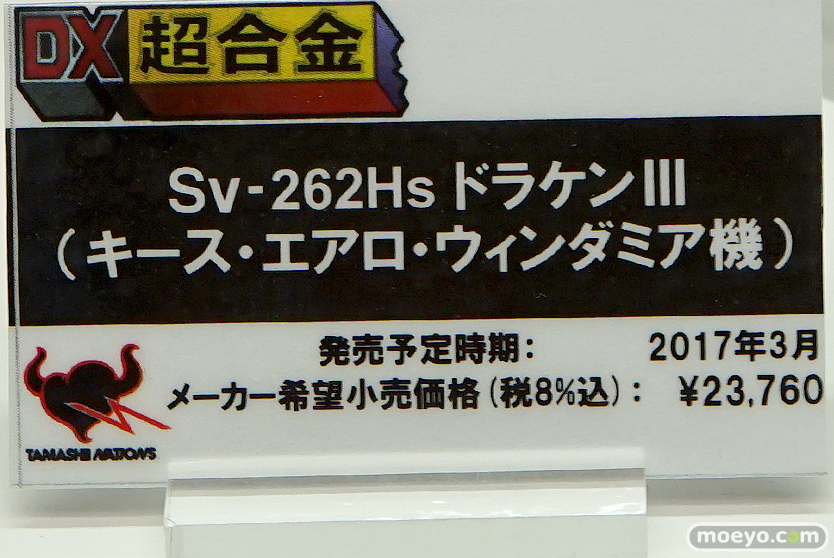 DX超合金
Sv-262Hs ドラケンⅢ
（キース・エアロ・ウィンダミア機）
発売予定時期： 2017年3月
メーカー希望小売価格（税8%込）： ¥23,760
TAMASHII NATIONS
moeyo.com